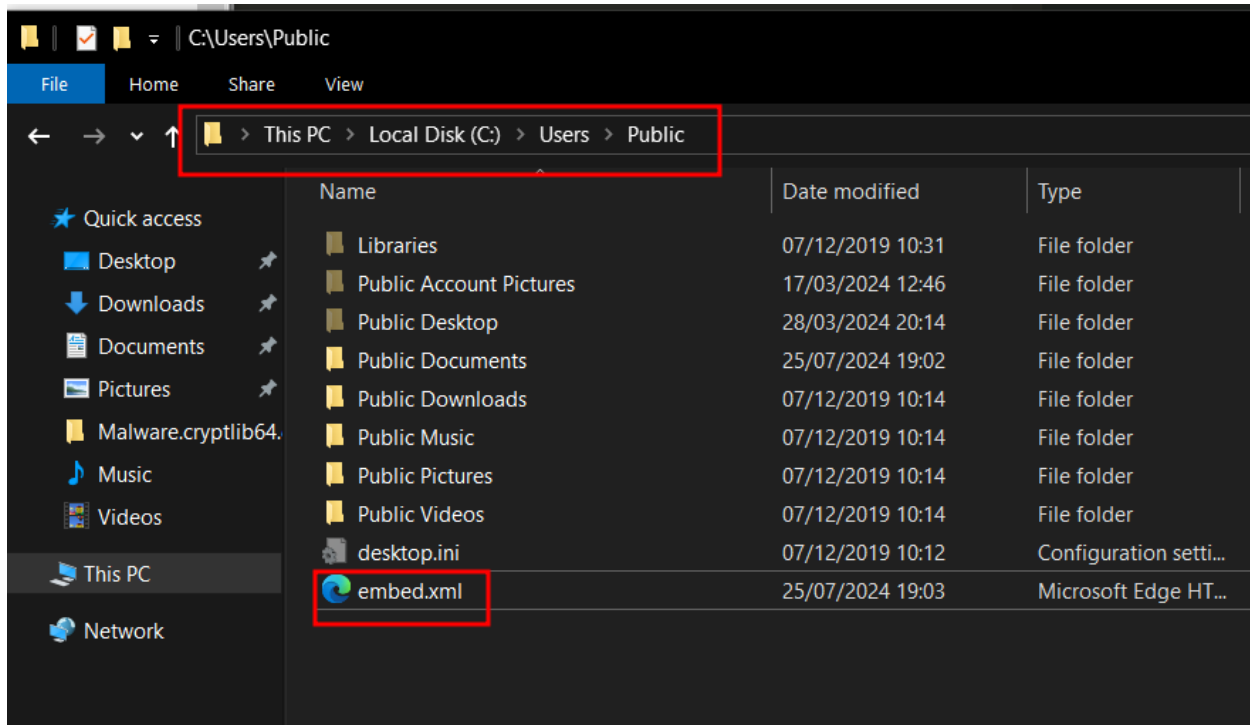 C:\Users\Public
File Home Share View
This PC > Local Disk (C:) > Users > Public
Name Date modified Type
Quick access
Desktop
Downloads
Documents
Pictures
Malware.cryptlib64.
Music
Videos
This PC
Network
Libraries 07/12/2019 10:31 File folder
Public Account Pictures 17/03/2024 12:46 File folder
Public Desktop 28/03/2024 20:14 File folder
Public Documents 25/07/2024 19:02 File folder
Public Downloads 07/12/2019 10:14 File folder
Public Music 07/12/2019 10:14 File folder
Public Pictures 07/12/2019 10:14 File folder
Public Videos 07/12/2019 10:14 File folder
desktop.ini 07/12/2019 10:12 Configuration setti...
embed.xml 25/07/2024 19:03 Microsoft Edge HT...